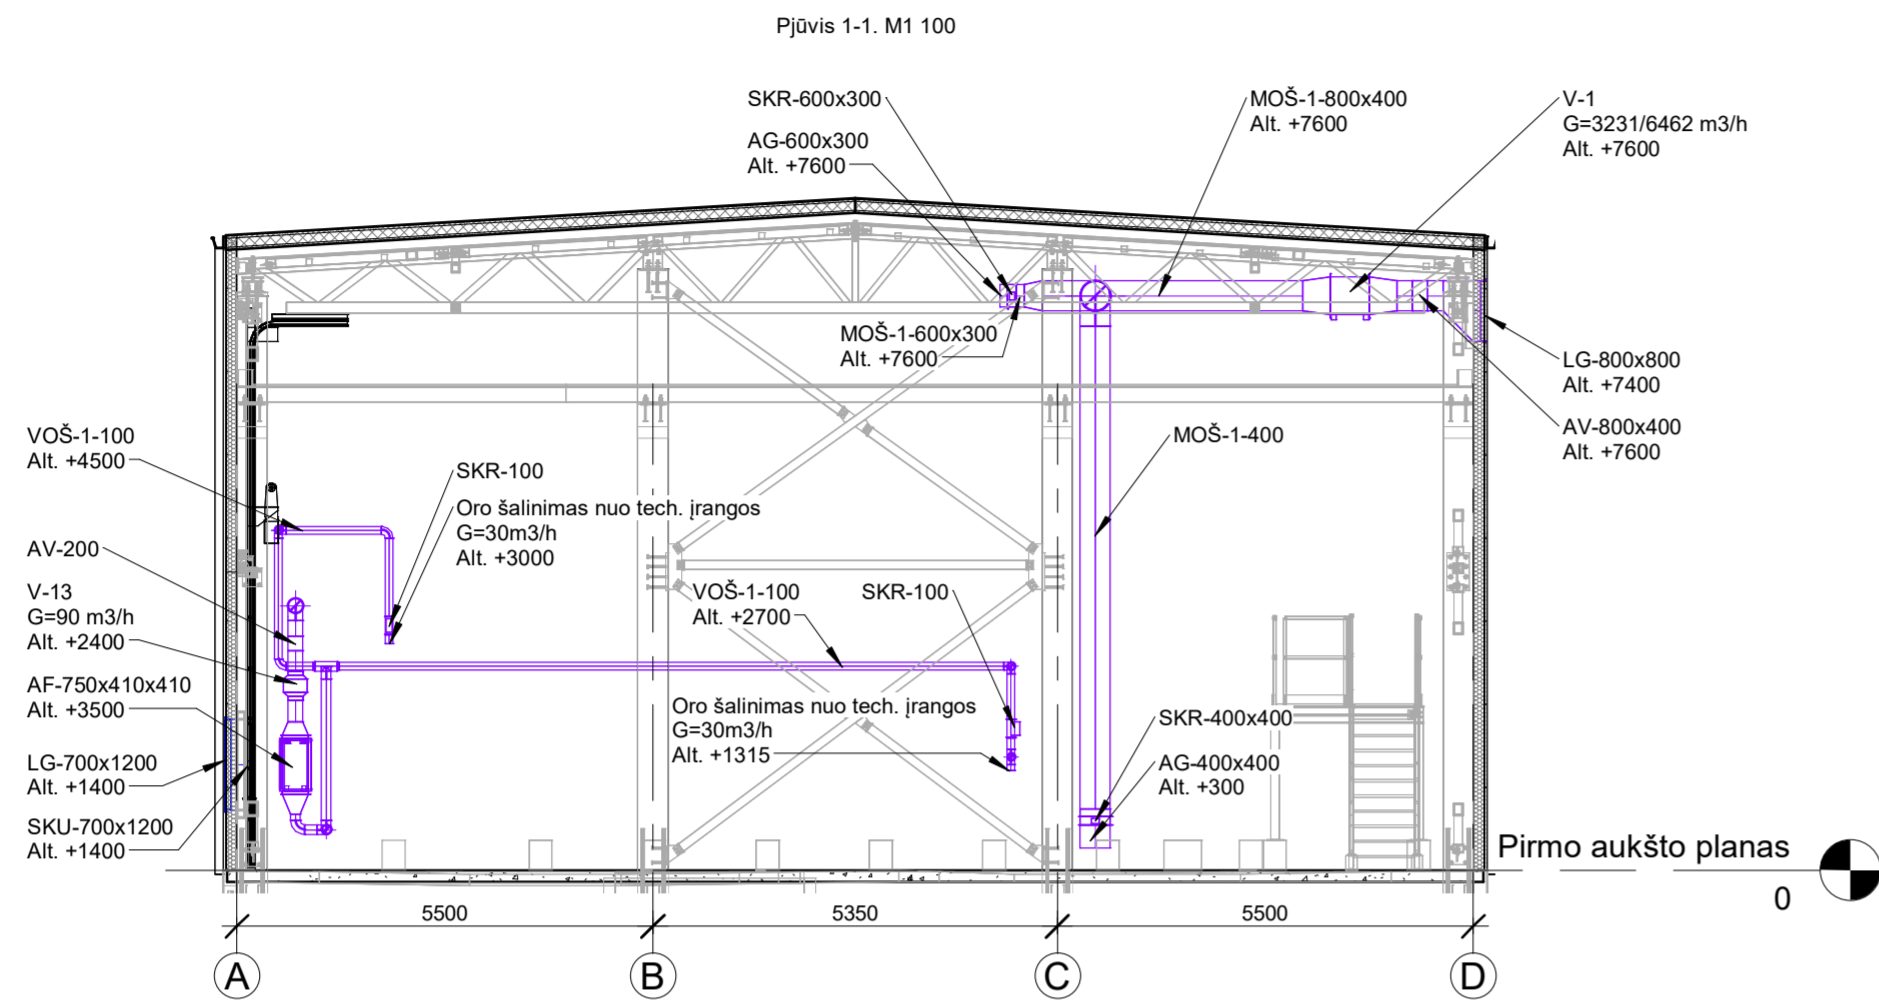 Pjūvis 1-1. M1 100
SKR-600x300
AG-600x300
Alt. +7600
MOŠ-1-800x400
Alt. +7600
V-1
G=3231/6462 m3/h
Alt. +7600
MOŠ-1-600x300
Alt. +7600
LG-800x800
Alt. +7400
AV-800x400
Alt. +7600
VOŠ-1-100
Alt. +4500
SKR-100
Oro šalinimas nuo tech. įrangos
G=30m3/h
Alt. +3000
MOŠ-1-400
AV-200
V-13
G=90 m3/h
Alt. +2400
VOŠ-1-100
Alt. +2700
SKR-100
AF-750x410x410
Alt. +3500
Oro šalinimas nuo tech. įrangos
G=30m3/h
Alt. +1315
SKR-400x400
AG-400x400
Alt. +300
LG-700x1200
Alt. +1400
SKU-700x1200
Alt. +1400
Pirmo aukšto planas
0
5500
5350
5500
A
B
C
D